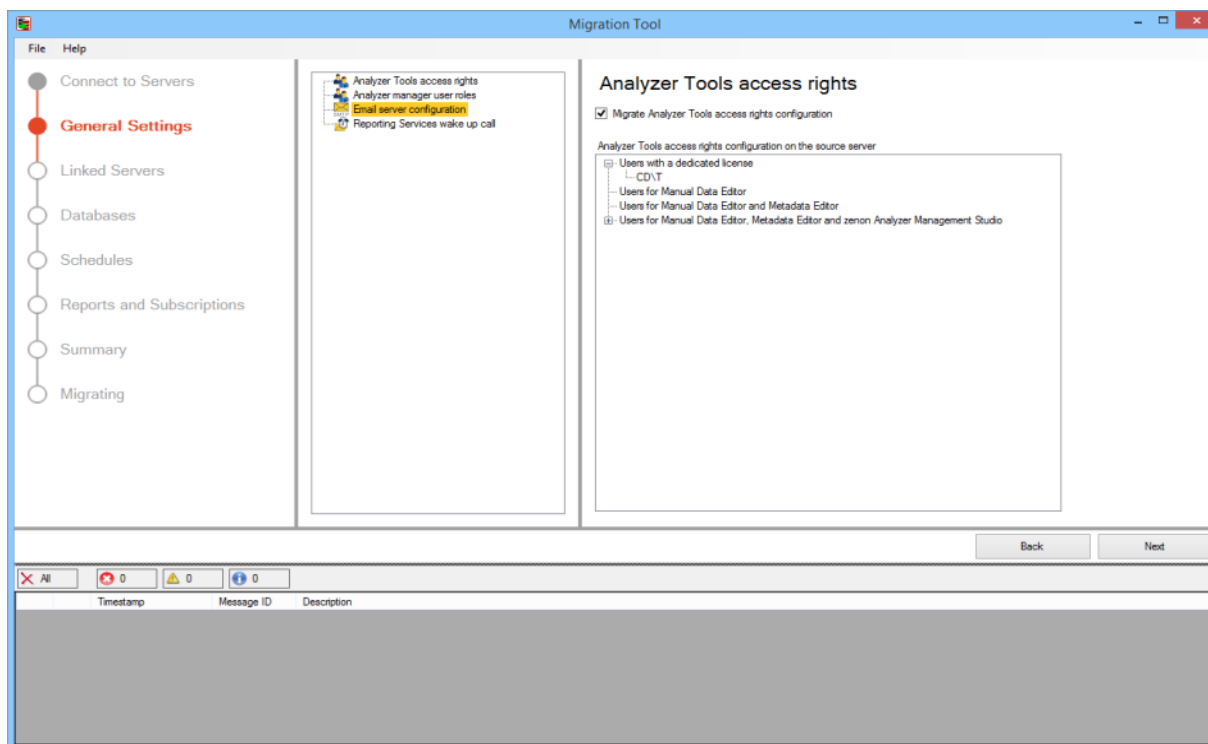 Migration Tool
File Help
Connect to Servers
General Settings
Linked Servers
Databases
Schedules
Reports and Subscriptions
Summary
Migrating
Analyzer Tools access rights
Analyzer manager user roles
Email server configuration
Reporting Services wake up call
Analyzer Tools access rights
Migrate Analyzer Tools access rights configuration
Analyzer Tools access rights configuration on the source server
Users with a dedicated license
CD\T
Users for Manual Data Editor
Users for Manual Data Editor and Metadata Editor
Users for Manual Data Editor, Metadata Editor and zenon Analyzer Management Studio
Back Next
All 0 0 0
Timestamp Message ID Description